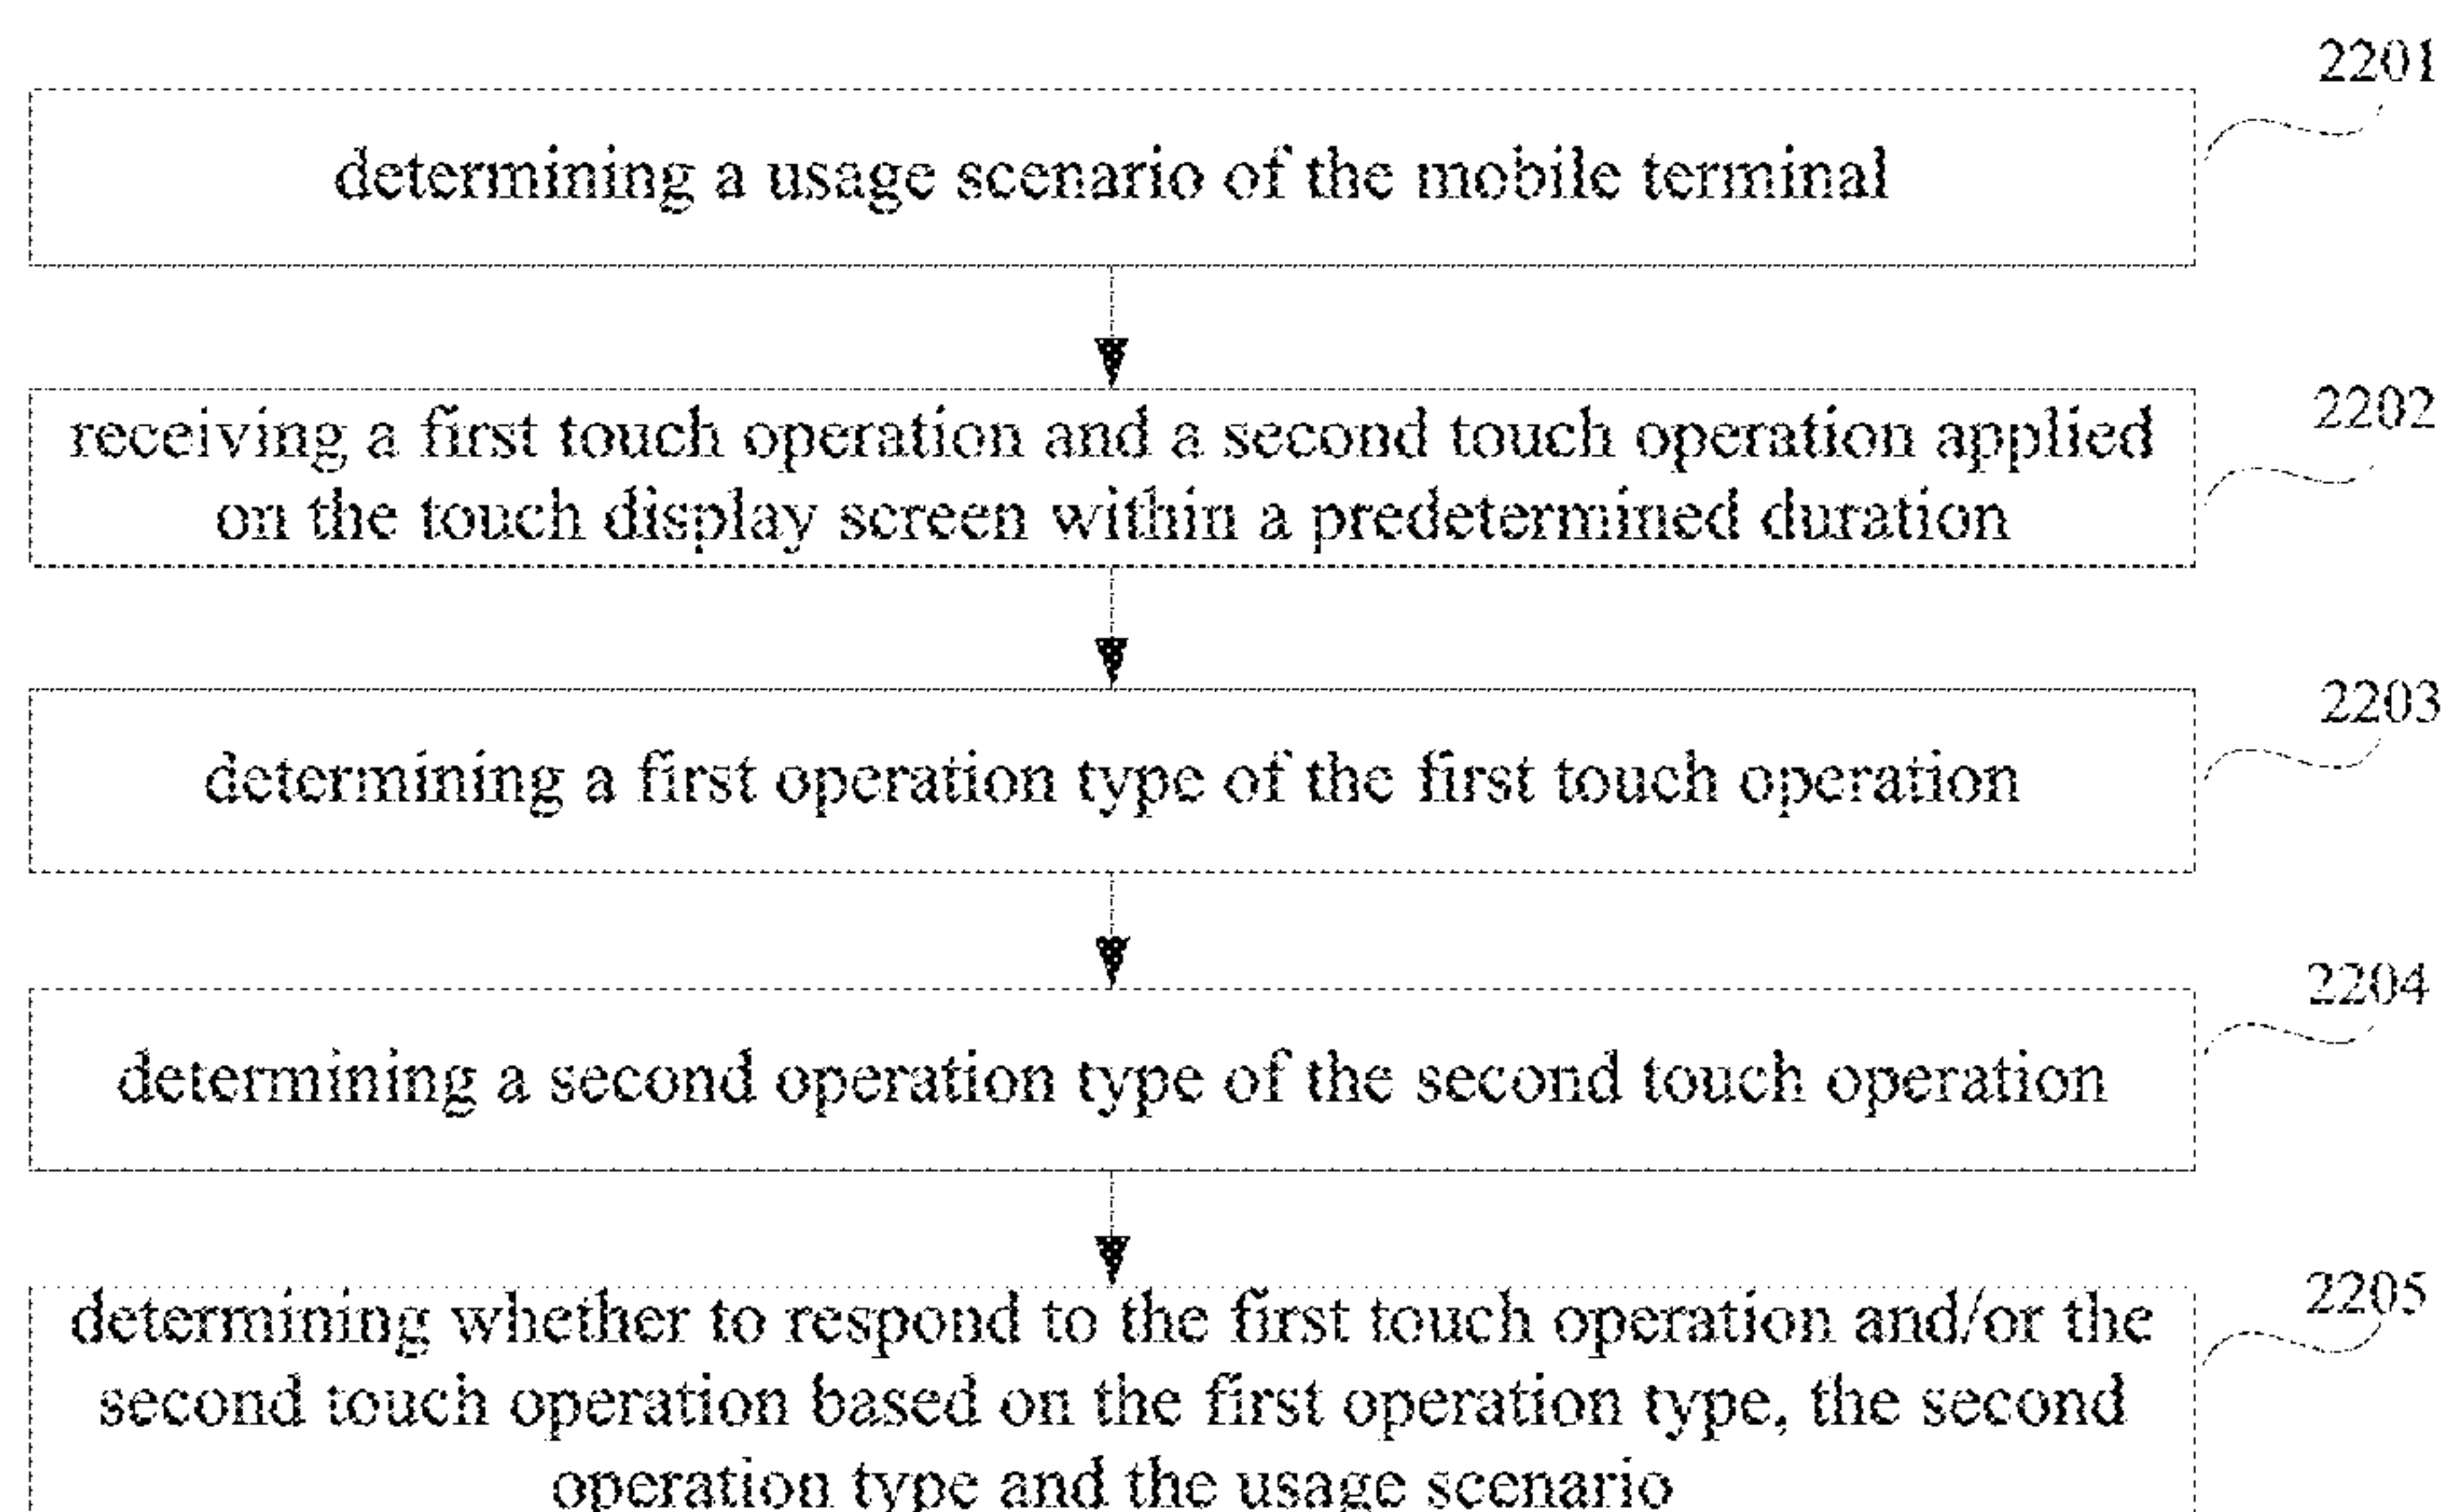 2201
determining a usage scenario of the mobile terminal
2202
receiving a first touch operation and a second touch operation applied
on the touch display screen within a predetermined duration
2203
determining a first operation type of the first touch operation
2204
determining a second operation type of the second touch operation
2205
determining whether to respond to the first touch operation and/or the
second touch operation based on the first operation type, the second
operation type and the usage scenario